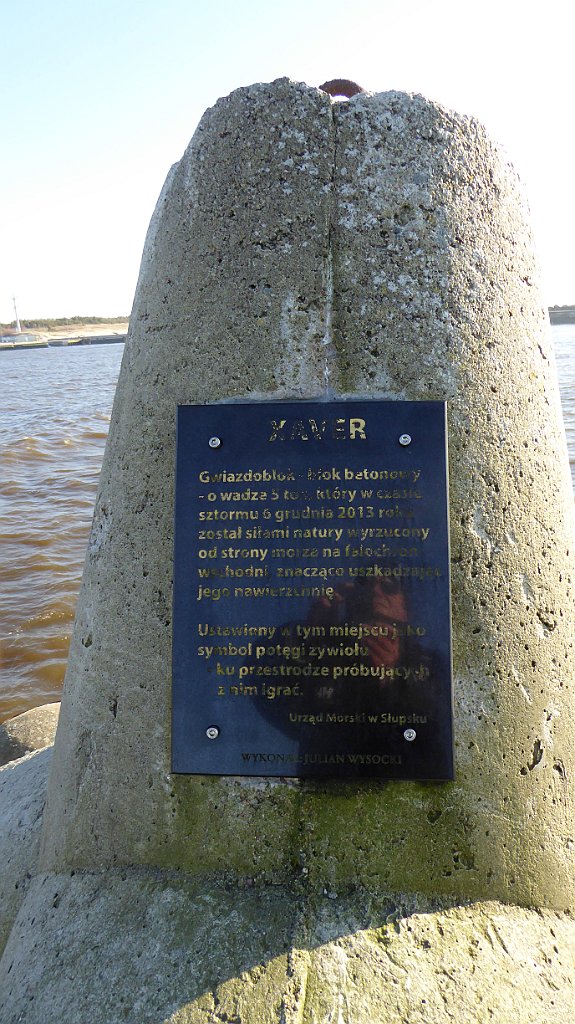 XAVER
Gwiazdoblok - blok betonowy
- o wadze 5 ton, który w czasie
sztormu 6 grudnia 2013 roku
został siłami natury wyrzucony
od strony morza na falochron
wschodni znacząco uszkadzając
jego nawierzchnię
Ustawiony w tym miejscu jako
symbol potęgi żywiołu
ku przestrodze próbujących
z nim igrać.
Urząd Morski w Słupsku
WYKONAŁ: JULIAN WYSOCKI